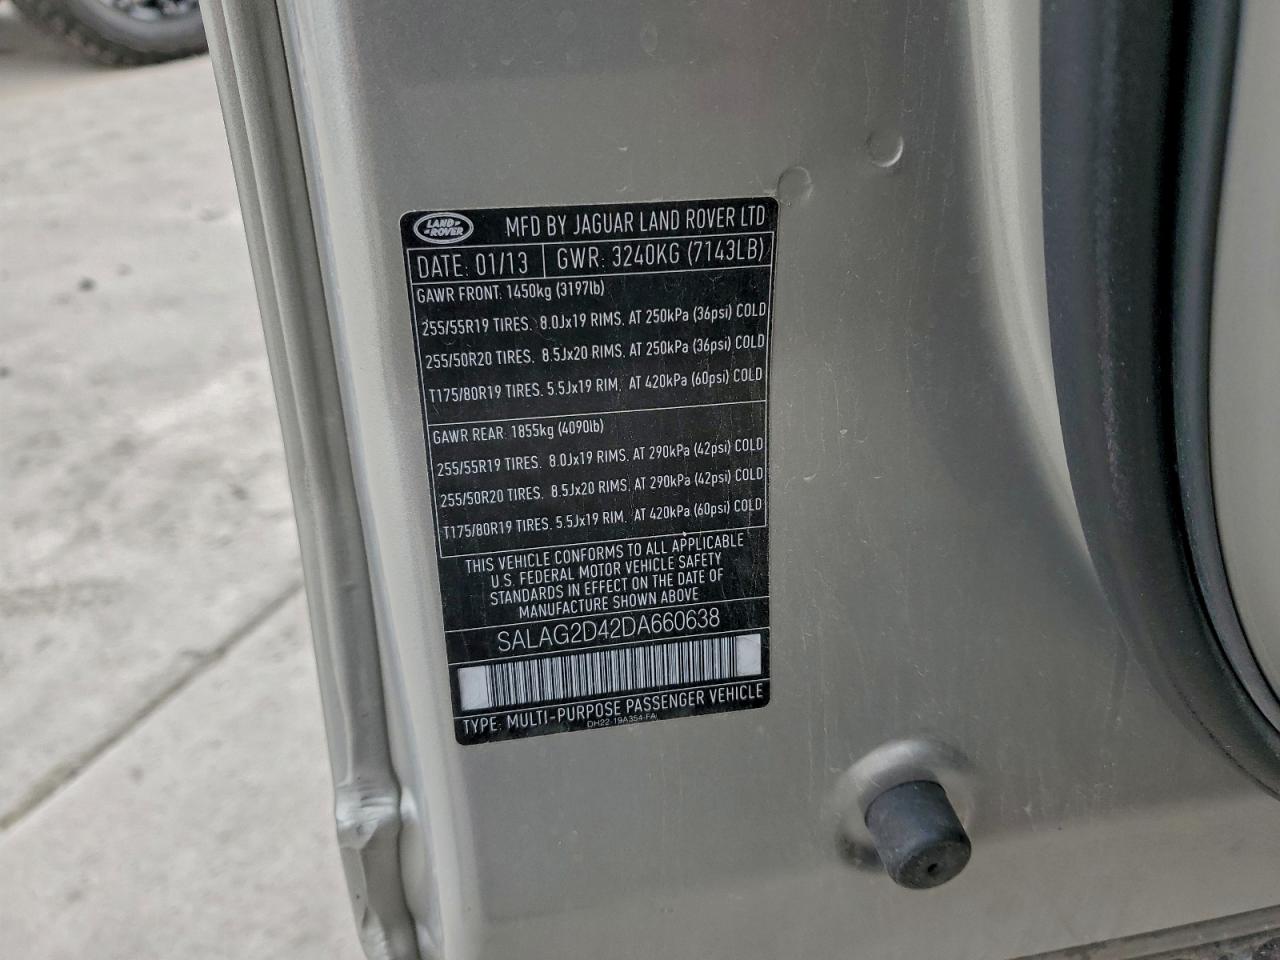 LAND-
-ROVER
MFD BY JAGUAR LAND ROVER LTD
DATE: 01/13 GWR: 3240KG (7143LB)
GAWR FRONT: 1450kg (3197lb)
255/55R19 TIRES. 8.0Jx19 RIMS. AT 250kPa (36psi) COLD
255/50R20 TIRES. 8.5Jx20 RIMS. AT 250kPa (36psi) COLD
T175/80R19 TIRES. 5.5Jx19 RIM. AT 420kPa (60psi) COLD
GAWR REAR: 1855kg (4090lb)
255/55R19 TIRES. 8.0Jx19 RIMS. AT 290kPa (42psi) COLD
255/50R20 TIRES. 8.5Jx20 RIMS. AT 290kPa (42psi) COLD
T175/80R19 TIRES. 5.5Jx19 RIM. AT 420kPa (60psi) COLD
THIS VEHICLE CONFORMS TO ALL APPLICABLE
U.S. FEDERAL MOTOR VEHICLE SAFETY
STANDARDS IN EFFECT ON THE DATE OF
MANUFACTURE SHOWN ABOVE
SALAG2D42DA660638
TYPE: MULTI-PURPOSE PASSENGER VEHICLE
DH22-19A354-FA